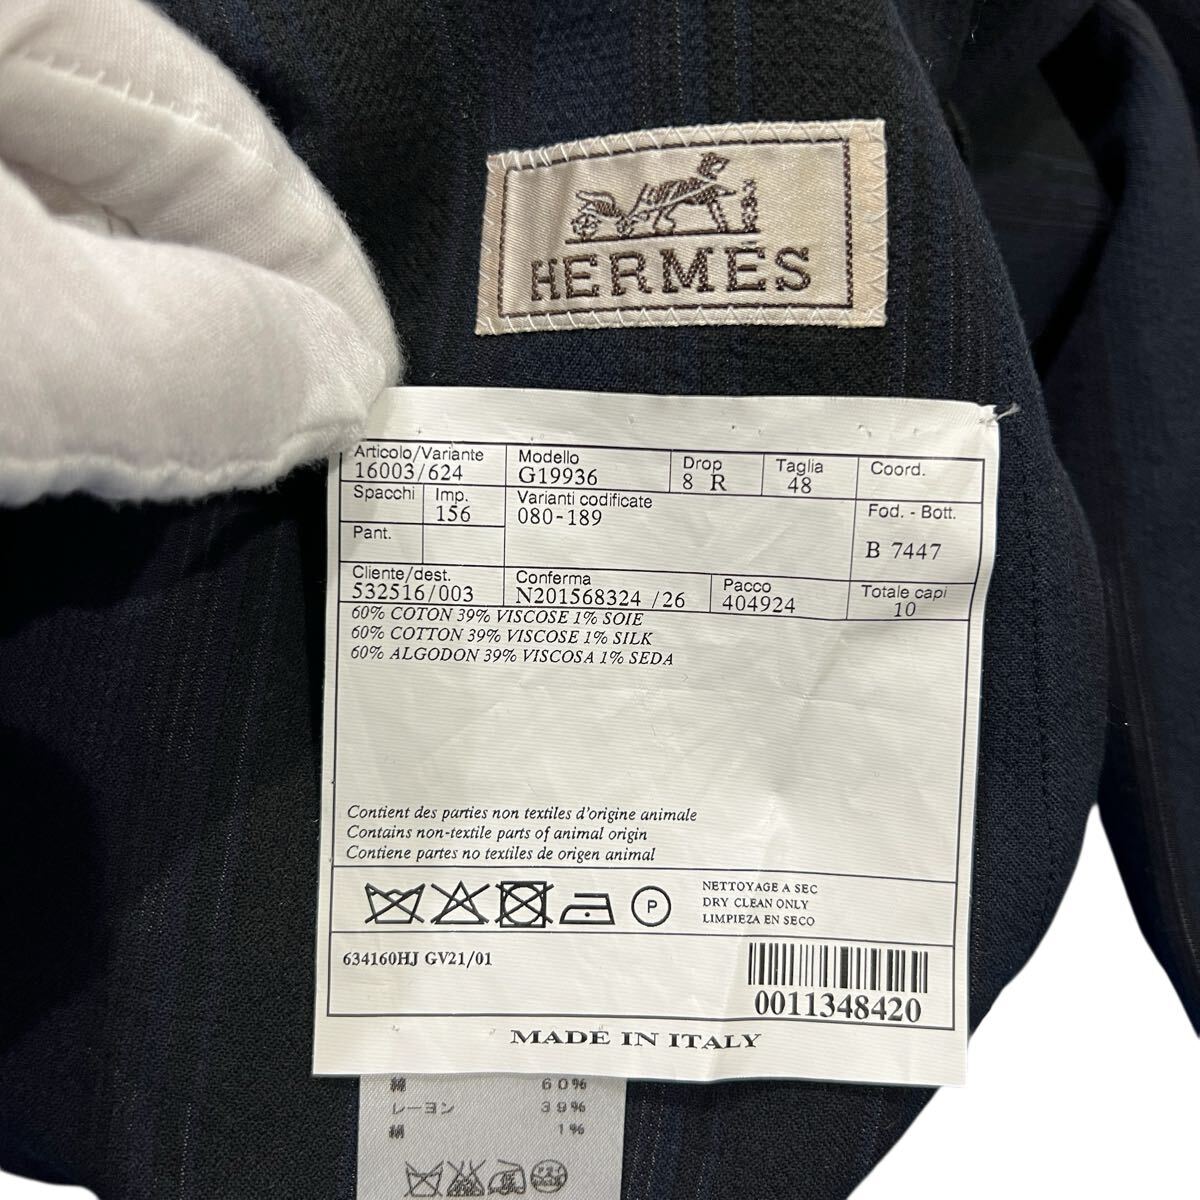 HERMES
Articolo/Variante Modello Drop Taglia Coord.
16003/624 G19936 8 R 48
Spacchi Imp. Varianti codificate Fod. - Bott.
156 080-189
Pant. B 7447
Cliente/dest. Conferma Pacco Totale capi
532516/003 N201568324 /26 404924 10
60% COTON 39% VISCOSE 1% SOIE
60% COTTON 39% VISCOSE 1% SILK
60% ALGODON 39% VISCOSA 1% SEDA
Contient des parties non textiles d'origine animale
Contains non-textile parts of animal origin
Contiene partes no textiles de origen animal
P
NETTOYAGE A SEC
DRY CLEAN ONLY
LIMPIEZA EN SECO
634160HJ GV21/01
0011348420
MADE IN ITALY
綿 60%
レーヨン 39%
絹 1%